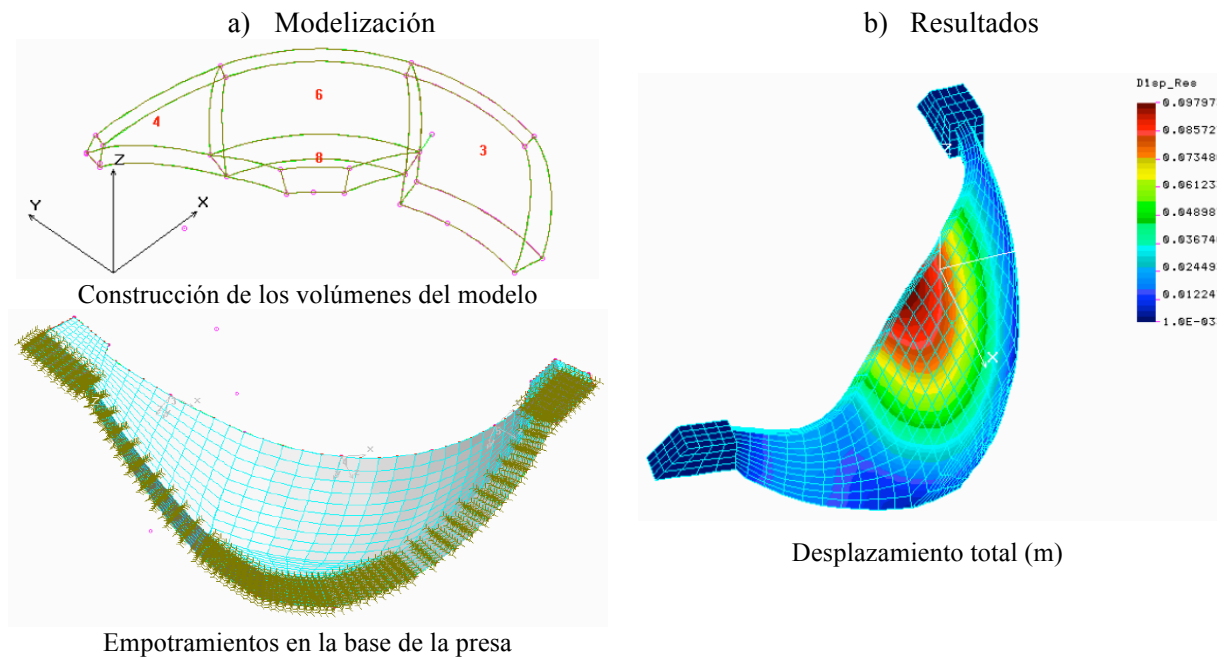 a) Modelización
6
4
3
8
Z
Y
X
Construcción de los volúmenes del modelo
Empotramientos en la base de la presa
b) Resultados
Disp_Res
0.09797
0.08572
0.07348
0.06123
0.04898
0.03674
0.02449
0.01224
1.0E-03
Z
X
Desplazamiento total (m)